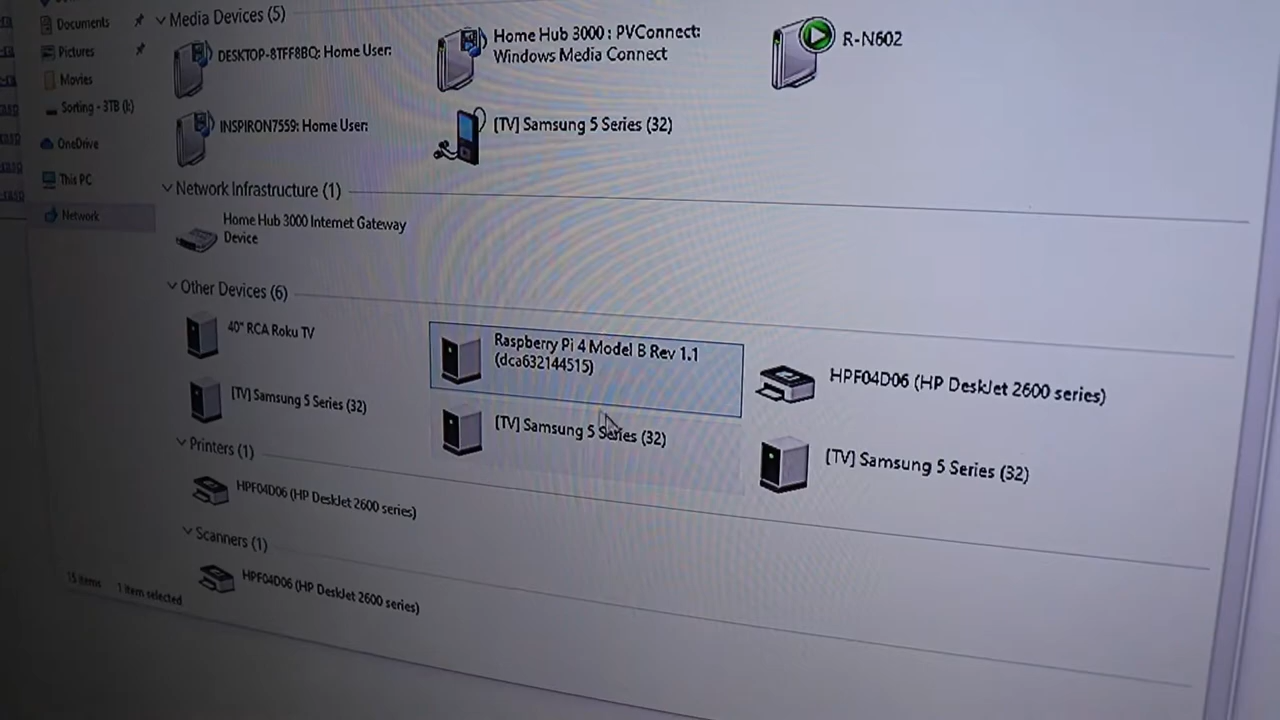 Documents
Pictures
Movies
Sorting - 3TB (I:)
OneDrive
This PC
Network
Media Devices (5)
DESKTOP-8TFF8BQ: Home User:
Home Hub 3000 : PVConnect:
Windows Media Connect
R-N602
INSPIRON7559: Home User:
[TV] Samsung 5 Series (32)
Network Infrastructure (1)
Home Hub 3000 Internet Gateway
Device
Other Devices (6)
40" RCA Roku TV
Raspberry Pi 4 Model B Rev 1.1
(dca632144515)
HPF04D06 (HP DeskJet 2600 series)
[TV] Samsung 5 Series (32)
[TV] Samsung 5 Series (32)
[TV] Samsung 5 Series (32)
Printers (1)
HPF04D06 (HP DeskJet 2600 series)
Scanners (1)
HPF04D06 (HP DeskJet 2600 series)
15 items
1 item selected